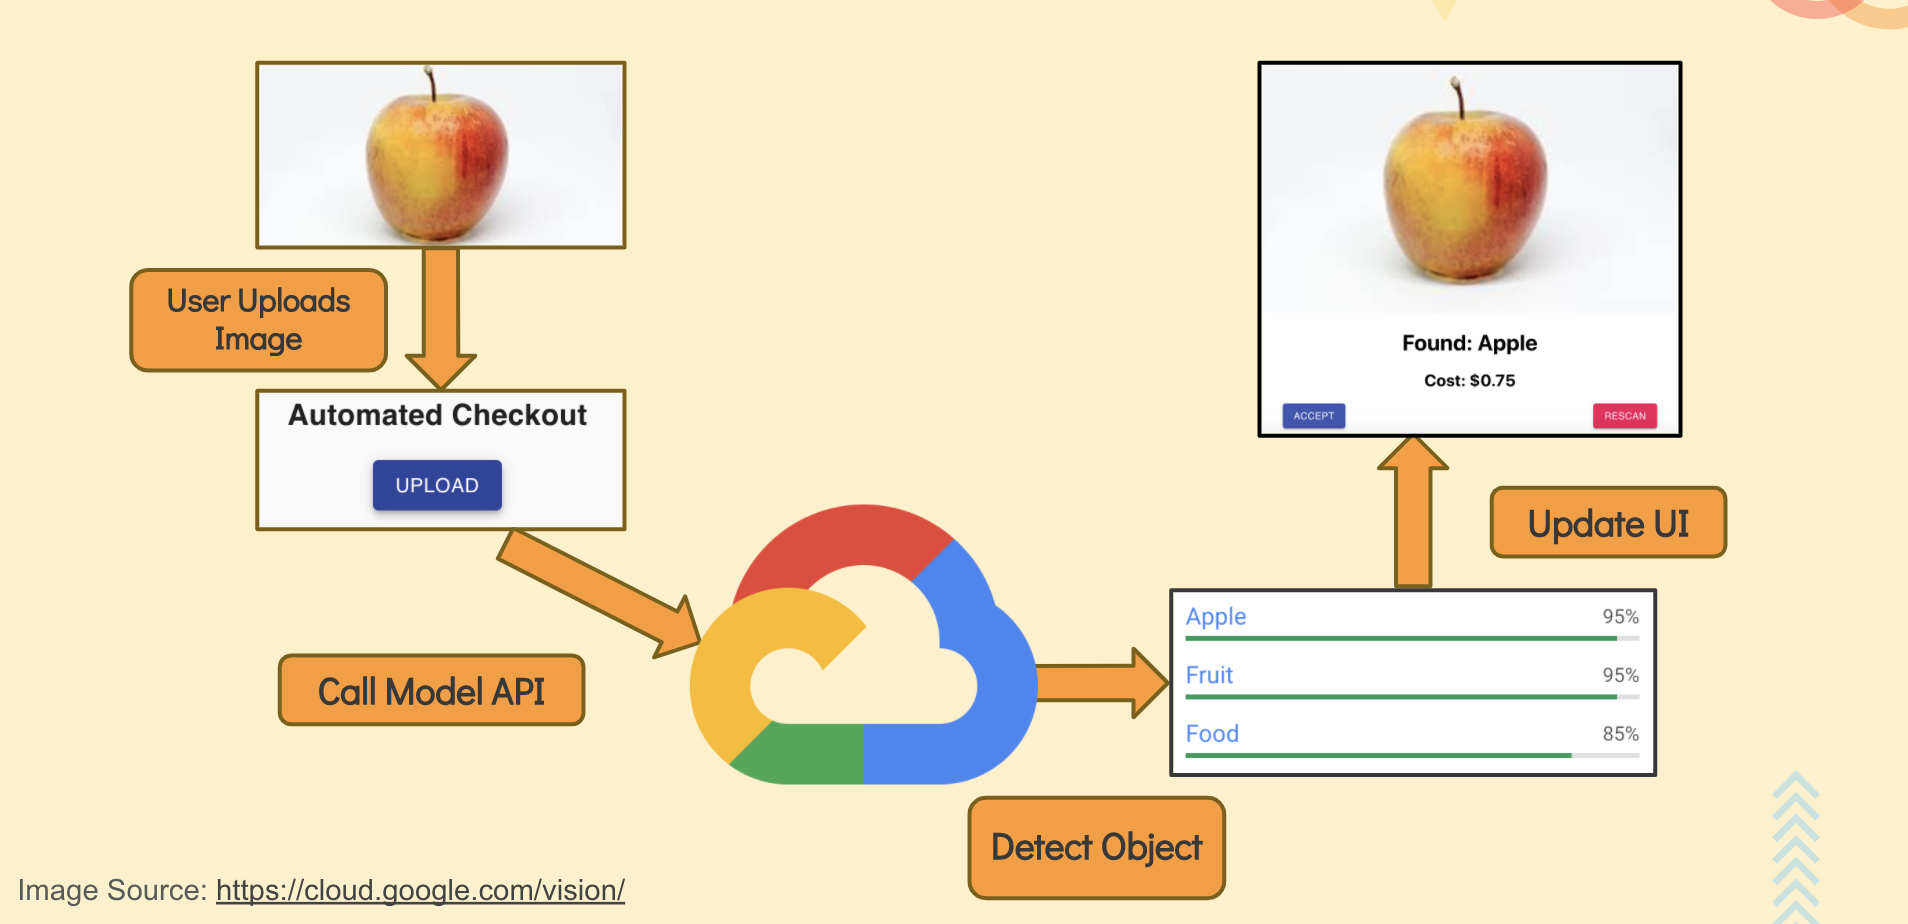 User Uploads
Image
Automated Checkout
UPLOAD
Call Model API
Detect Object
Apple 95%
Fruit 95%
Food 85%
Update UI
Found: Apple
Cost: $0.75
ACCEPT
RESCAN
Image Source: https://cloud.google.com/vision/